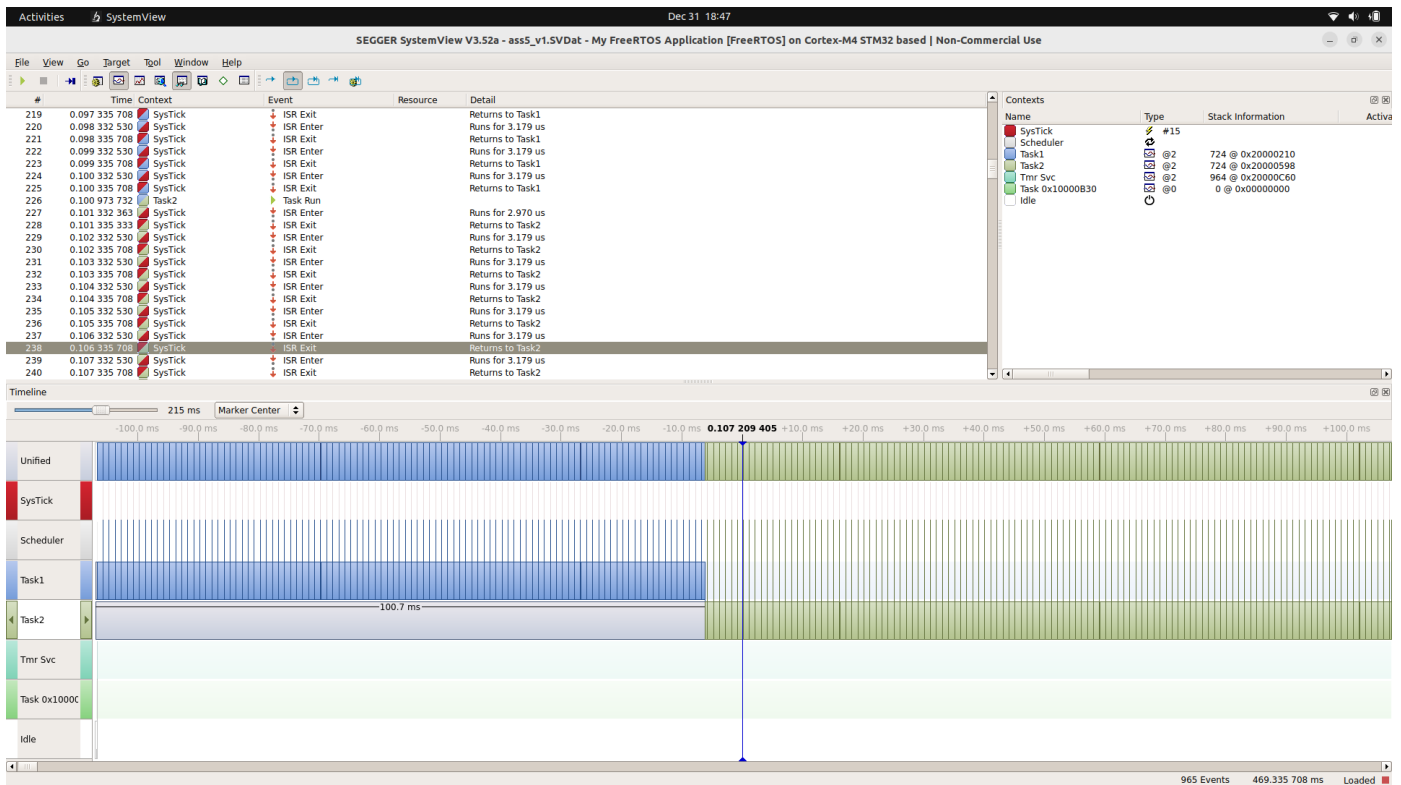 Activities SystemView Dec 31 18:47
SEGGER SystemView V3.52a - ass5_v1.SVDat - My FreeRTOS Application [FreeRTOS] on Cortex-M4 STM32 based | Non-Commercial Use
File View Go Target Tool Window Help
# Time Context Event Resource Detail
219 0.097 335 708 SysTick ISR Exit Returns to Task1
220 0.098 332 530 SysTick ISR Enter Runs for 3.179 us
221 0.098 335 708 SysTick ISR Exit Returns to Task1
222 0.099 332 530 SysTick ISR Enter Runs for 3.179 us
223 0.099 335 708 SysTick ISR Exit Returns to Task1
224 0.100 332 530 SysTick ISR Enter Runs for 3.179 us
225 0.100 335 708 SysTick ISR Exit Returns to Task1
226 0.100 973 732 Task2 Task Run
227 0.101 332 363 SysTick ISR Enter Runs for 2.970 us
228 0.101 335 333 SysTick ISR Exit Returns to Task2
229 0.102 332 530 SysTick ISR Enter Runs for 3.179 us
230 0.102 335 708 SysTick ISR Exit Returns to Task2
231 0.103 332 530 SysTick ISR Enter Runs for 3.179 us
232 0.103 335 708 SysTick ISR Exit Returns to Task2
233 0.104 332 530 SysTick ISR Enter Runs for 3.179 us
234 0.104 335 708 SysTick ISR Exit Returns to Task2
235 0.105 332 530 SysTick ISR Enter Runs for 3.179 us
236 0.105 335 708 SysTick ISR Exit Returns to Task2
237 0.106 332 530 SysTick ISR Enter Runs for 3.179 us
238 0.106 335 708 SysTick ISR Exit Returns to Task2
239 0.107 332 530 SysTick ISR Enter Runs for 3.179 us
240 0.107 335 708 SysTick ISR Exit Returns to Task2
Contexts
Name Type Stack Information Activa
SysTick #15
Scheduler
Task1 @2 724 @ 0x20000210
Task2 @2 724 @ 0x20000598
Tmr Svc @2 964 @ 0x20000C60
Task 0x10000B30 @0 0 @ 0x00000000
Idle
Timeline
215 ms Marker Center
-100.0 ms -90.0 ms -80.0 ms -70.0 ms -60.0 ms -50.0 ms -40.0 ms -30.0 ms -20.0 ms -10.0 ms 0.107 209 405 +10.0 ms +20.0 ms +30.0 ms +40.0 ms +50.0 ms +60.0 ms +70.0 ms +80.0 ms +90.0 ms +100.0 ms
Unified
SysTick
Scheduler
Task1
100.7 ms
Task2
Tmr Svc
Task 0x1000C
Idle
965 Events 469.335 708 ms Loaded